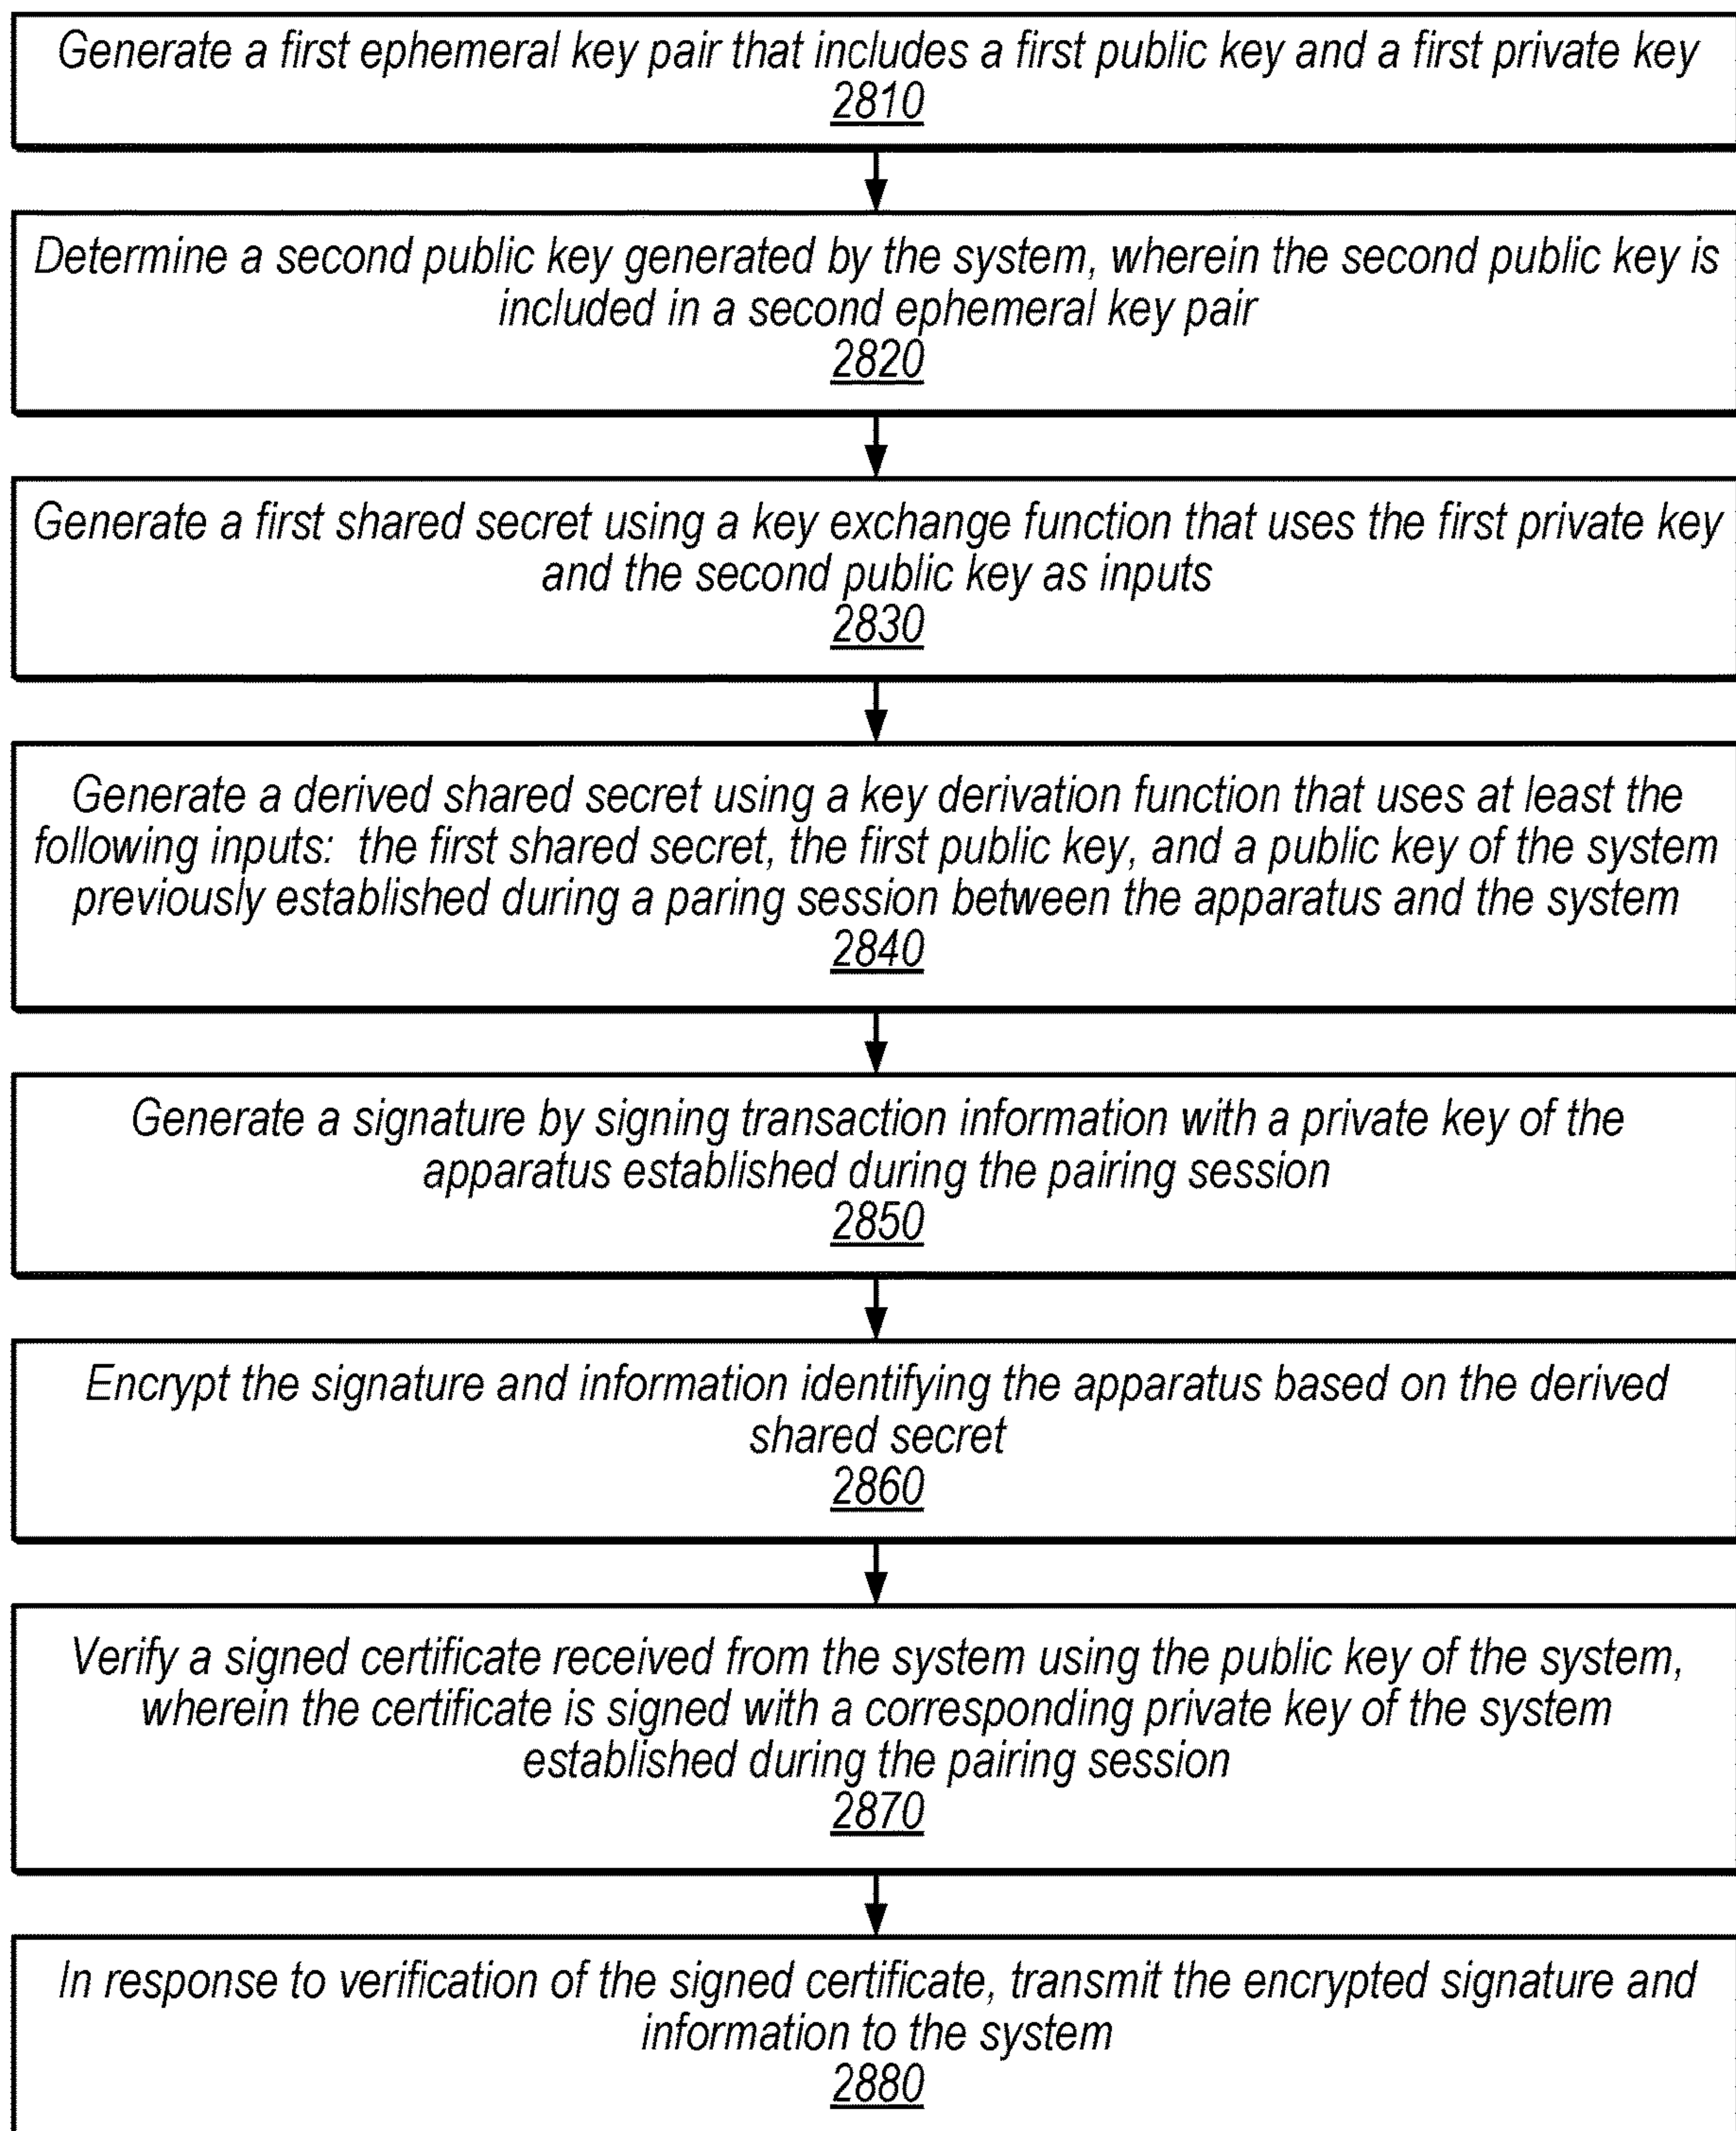 Generate a first ephemeral key pair that includes a first public key and a first private key
2810
Determine a second public key generated by the system, wherein the second public key is
included in a second ephemeral key pair
2820
Generate a first shared secret using a key exchange function that uses the first private key
and the second public key as inputs
2830
Generate a derived shared secret using a key derivation function that uses at least the
following inputs: the first shared secret, the first public key, and a public key of the system
previously established during a paring session between the apparatus and the system
2840
Generate a signature by signing transaction information with a private key of the
apparatus established during the pairing session
2850
Encrypt the signature and information identifying the apparatus based on the derived
shared secret
2860
Verify a signed certificate received from the system using the public key of the system,
wherein the certificate is signed with a corresponding private key of the system
established during the pairing session
2870
In response to verification of the signed certificate, transmit the encrypted signature and
information to the system
2880